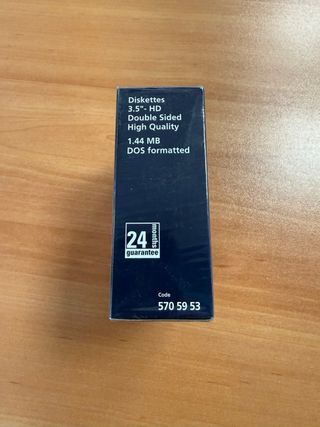 Diskettes
3.5"- HD
Double Sided
High Quality
1.44 MB
DOS formatted
24 months
guarantee
Code
570 59 53